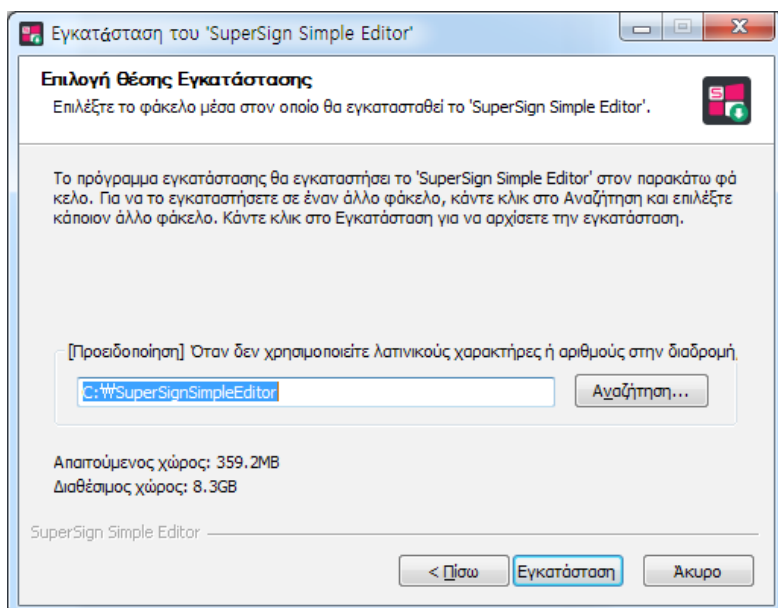 Εγκατάσταση του 'SuperSign Simple Editor'
Επιλογή Θέσης Εγκατάστασης
Επιλέξτε το φάκελο μέσα στον οποίο θα εγκατασταθεί το 'SuperSign Simple Editor'.
Το πρόγραμμα εγκατάστασης θα εγκαταστήσει το 'SuperSign Simple Editor' στον παρακάτω φά
κελο. Για να το εγκαταστήσετε σε έναν άλλο φάκελο, κάντε κλικ στο Αναζήτηση και επιλέξτε
κάποιον άλλο φάκελο. Κάντε κλικ στο Εγκατάσταση για να αρχίσετε την εγκατάσταση.
[Προειδοποίηση] Όταν δεν χρησιμοποιείτε λατινικούς χαρακτήρες ή αριθμούς στην διαδρομή,
C:₩SuperSignSimpleEditor
Αναζήτηση...
Απαιτούμενος χώρος: 359.2MB
Διαθέσιμος χώρος: 8.3GB
SuperSign Simple Editor
< Πίσω Εγκατάσταση Άκυρο